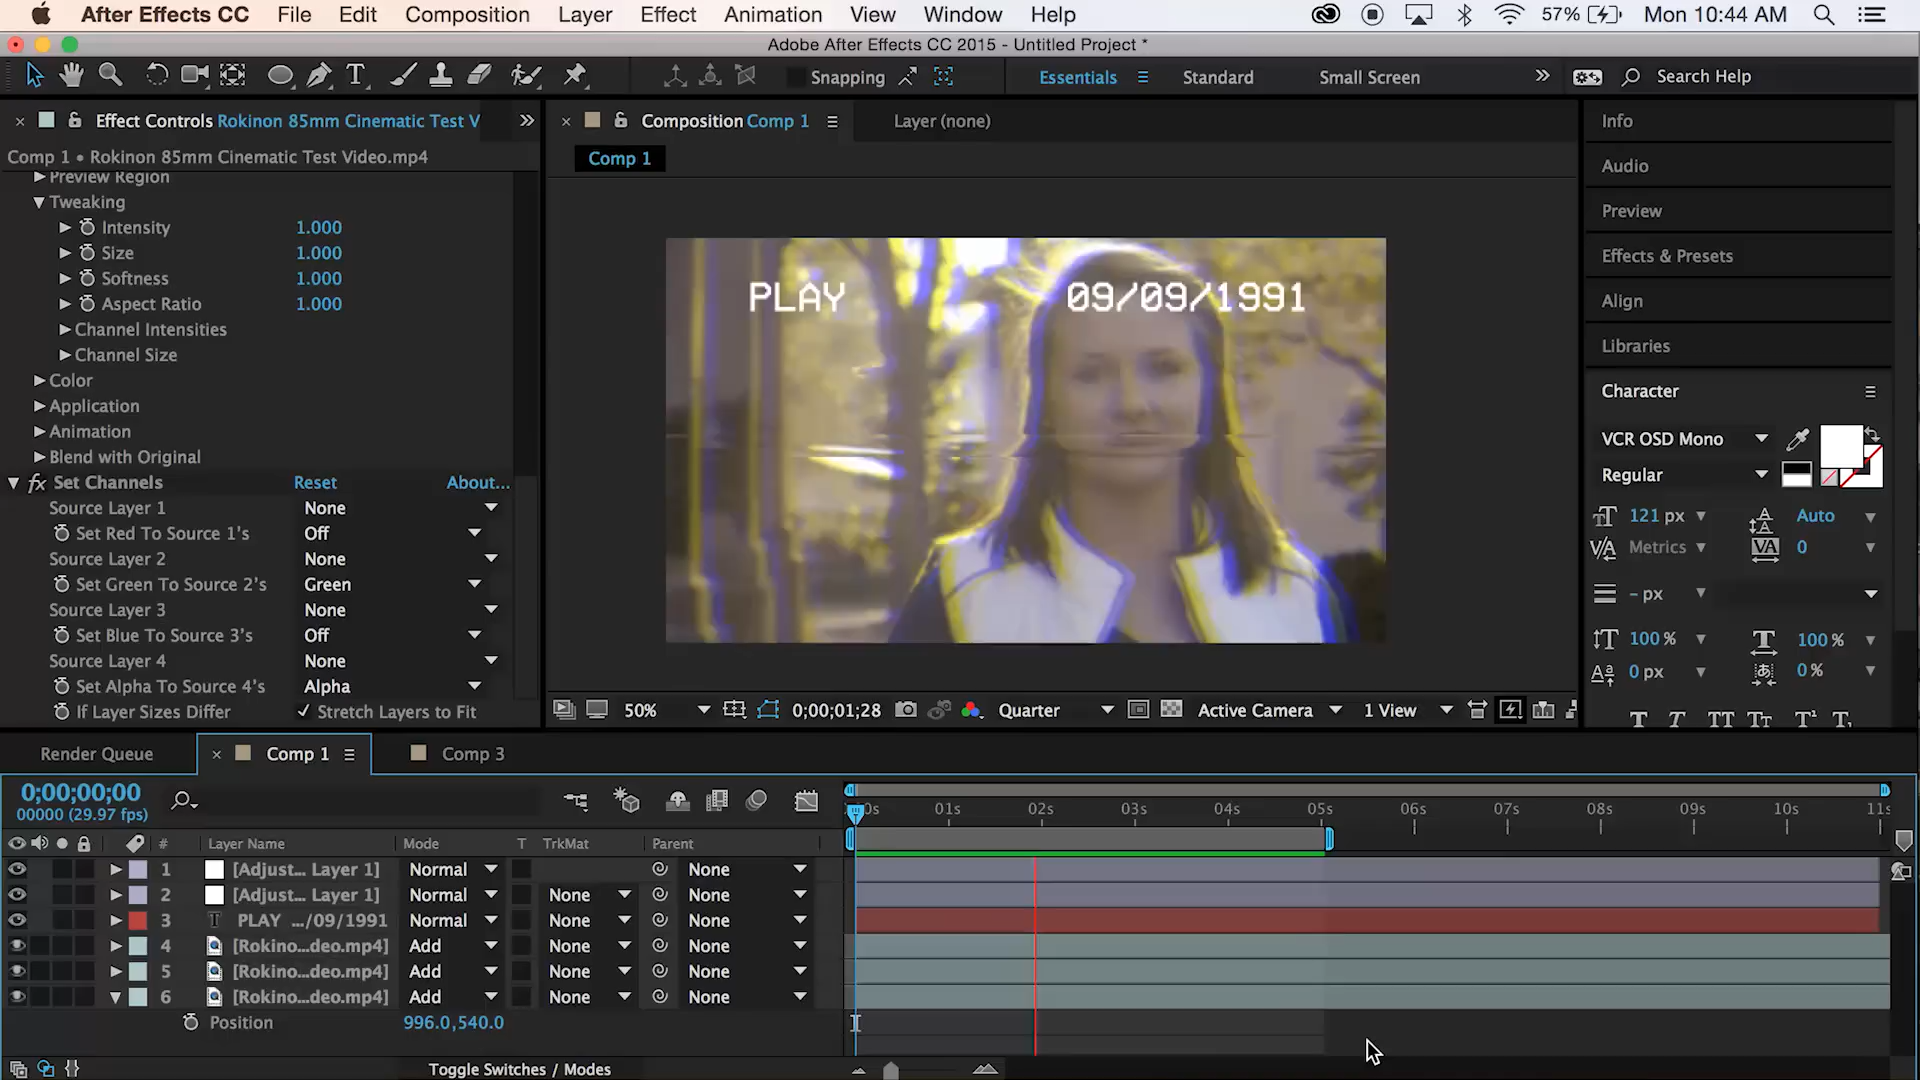 After Effects CC File Edit Composition Layer Effect Animation View Window Help 57% Mon 10:44 AM
Adobe After Effects CC 2015 - Untitled Project *
Snapping Essentials Standard Small Screen Search Help
Effect Controls Rokinon 85mm Cinematic Test V
Comp 1 • Rokinon 85mm Cinematic Test Video.mp4
Preview Region
Tweaking
Intensity 1.000
Size 1.000
Softness 1.000
Aspect Ratio 1.000
Channel Intensities
Channel Size
Color
Application
Animation
Blend with Original
fx Set Channels Reset About...
Source Layer 1 None
Set Red To Source 1's Off
Source Layer 2 None
Set Green To Source 2's Green
Source Layer 3 None
Set Blue To Source 3's Off
Source Layer 4 None
Set Alpha To Source 4's Alpha
If Layer Sizes Differ Stretch Layers to Fit
Composition Comp 1 Layer (none)
Comp 1
PLAY 09/09/1991
50% 0;00;01;28 Quarter Active Camera 1 View
Info
Audio
Preview
Effects & Presets
Align
Libraries
Character
VCR OSD Mono
Regular
121 px Auto
Metrics 0
- px
100 % 100 %
0 px 0 %
T T TT Tt T¹ T₁
Render Queue Comp 1 Comp 3
0;00;00;00
00000 (29.97 fps)
0s 01s 02s 03s 04s 05s 06s 07s 08s 09s 10s 11s
# Layer Name Mode T TrkMat Parent
1 [Adjust... Layer 1] Normal None
2 [Adjust... Layer 1] Normal None None
3 T PLAY .../09/1991 Normal None None
4 [Rokino...deo.mp4] Add None None
5 [Rokino...deo.mp4] Add None None
6 [Rokino...deo.mp4] Add None None
Position 996.0,540.0
Toggle Switches / Modes